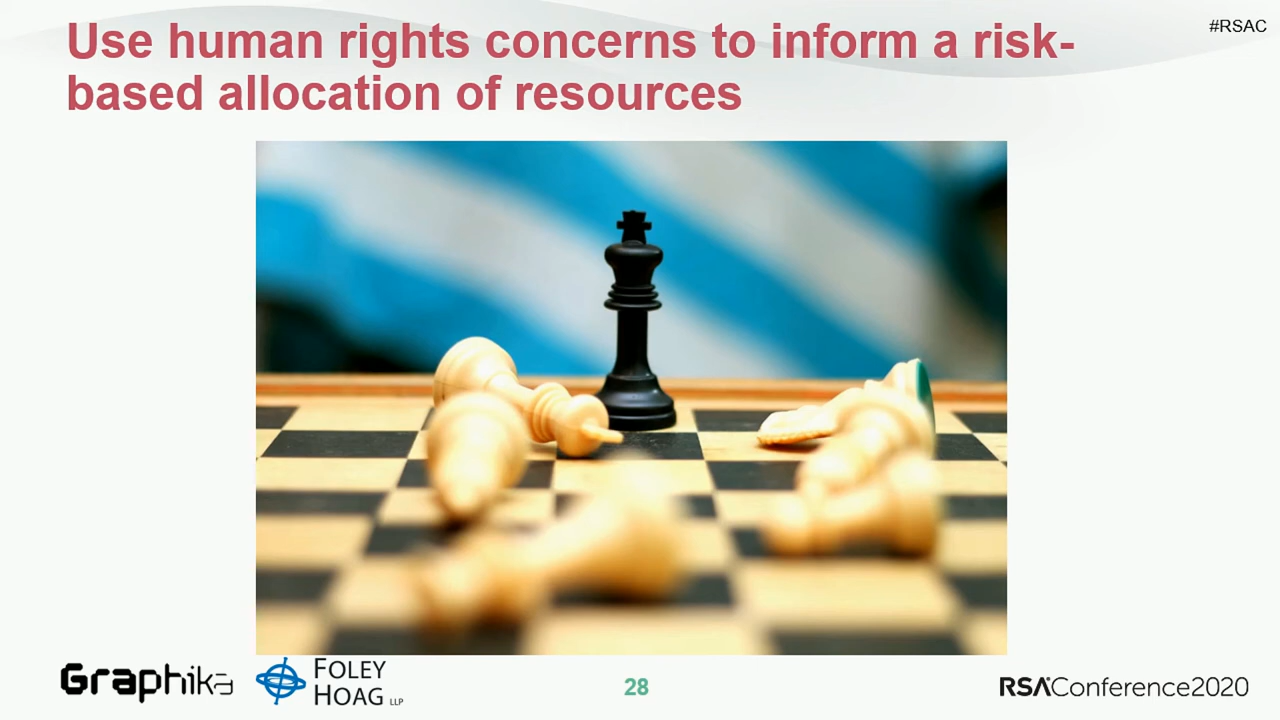 Use human rights concerns to inform a risk-
based allocation of resources
#RSAC
Graphika
FOLEY
HOAG LLP
28
RSAConference2020